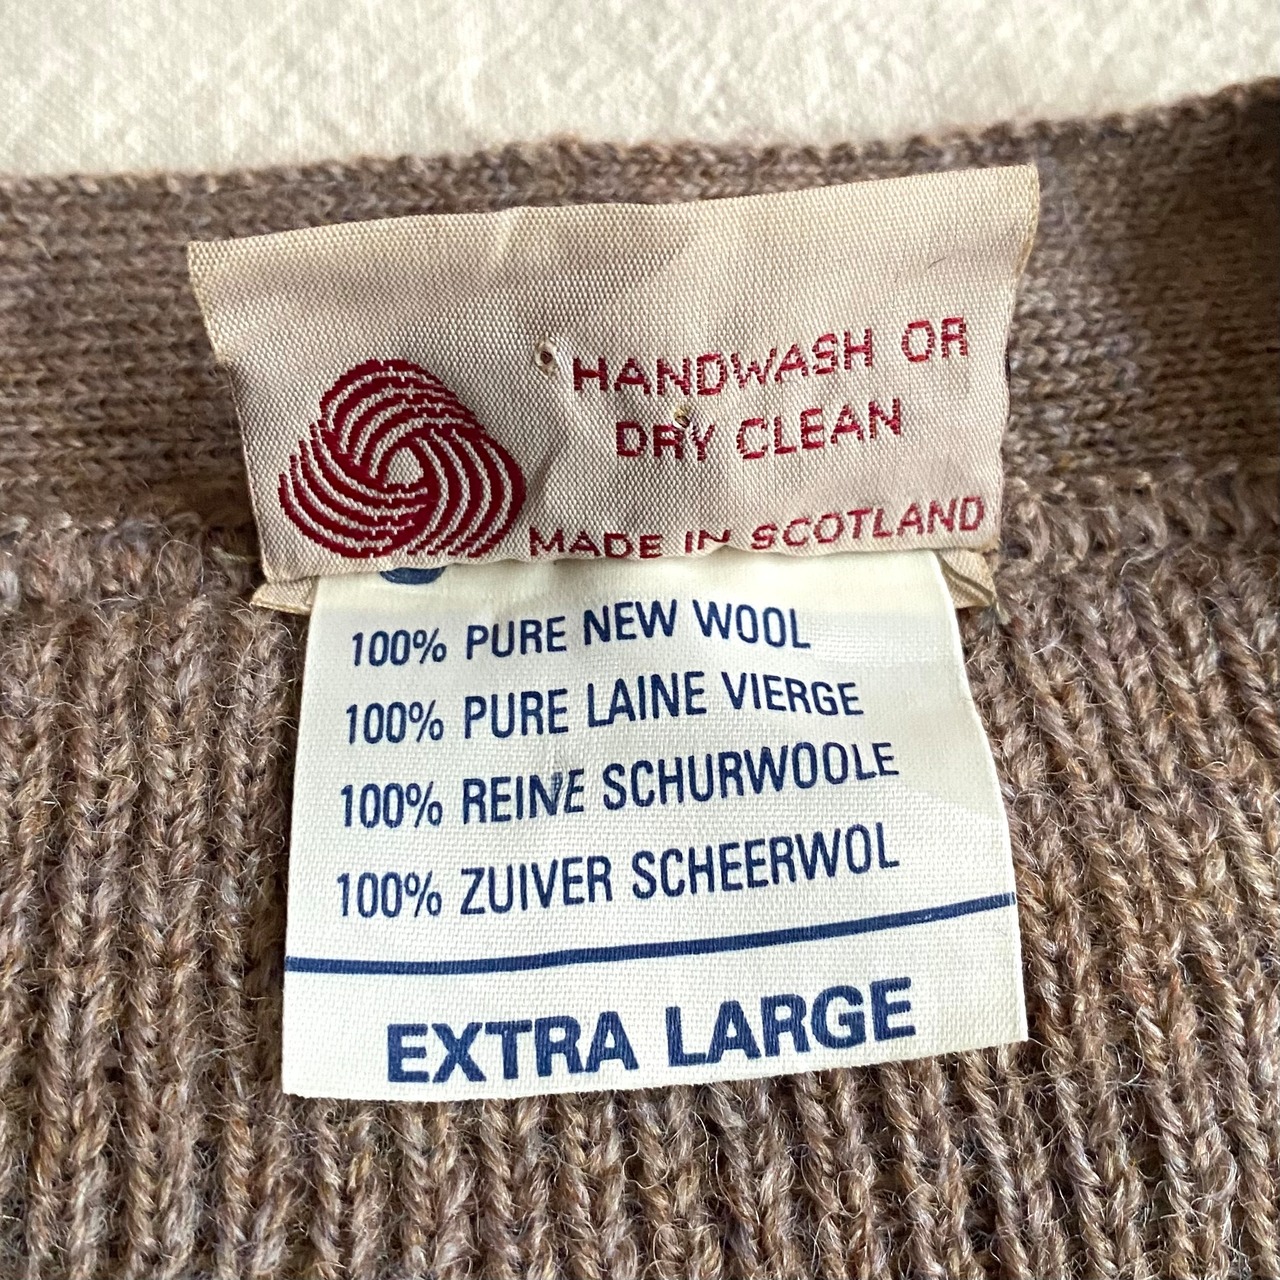 HANDWASH OR
DRY CLEAN
MADE IN SCOTLAND
100% PURE NEW WOOL
100% PURE LAINE VIERGE
100% REINE SCHURWOOLE
100% ZUIVER SCHEERWOL
EXTRA LARGE